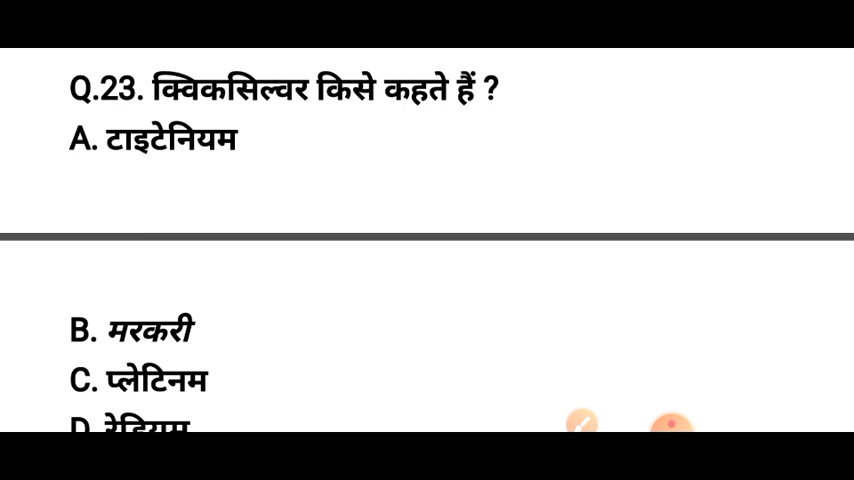 Q.23. क्विकसिल्वर किसे कहते हैं ?
A. टाइटेनियम
B. मरकरी
C. प्लेटिनम
D. रेडियम